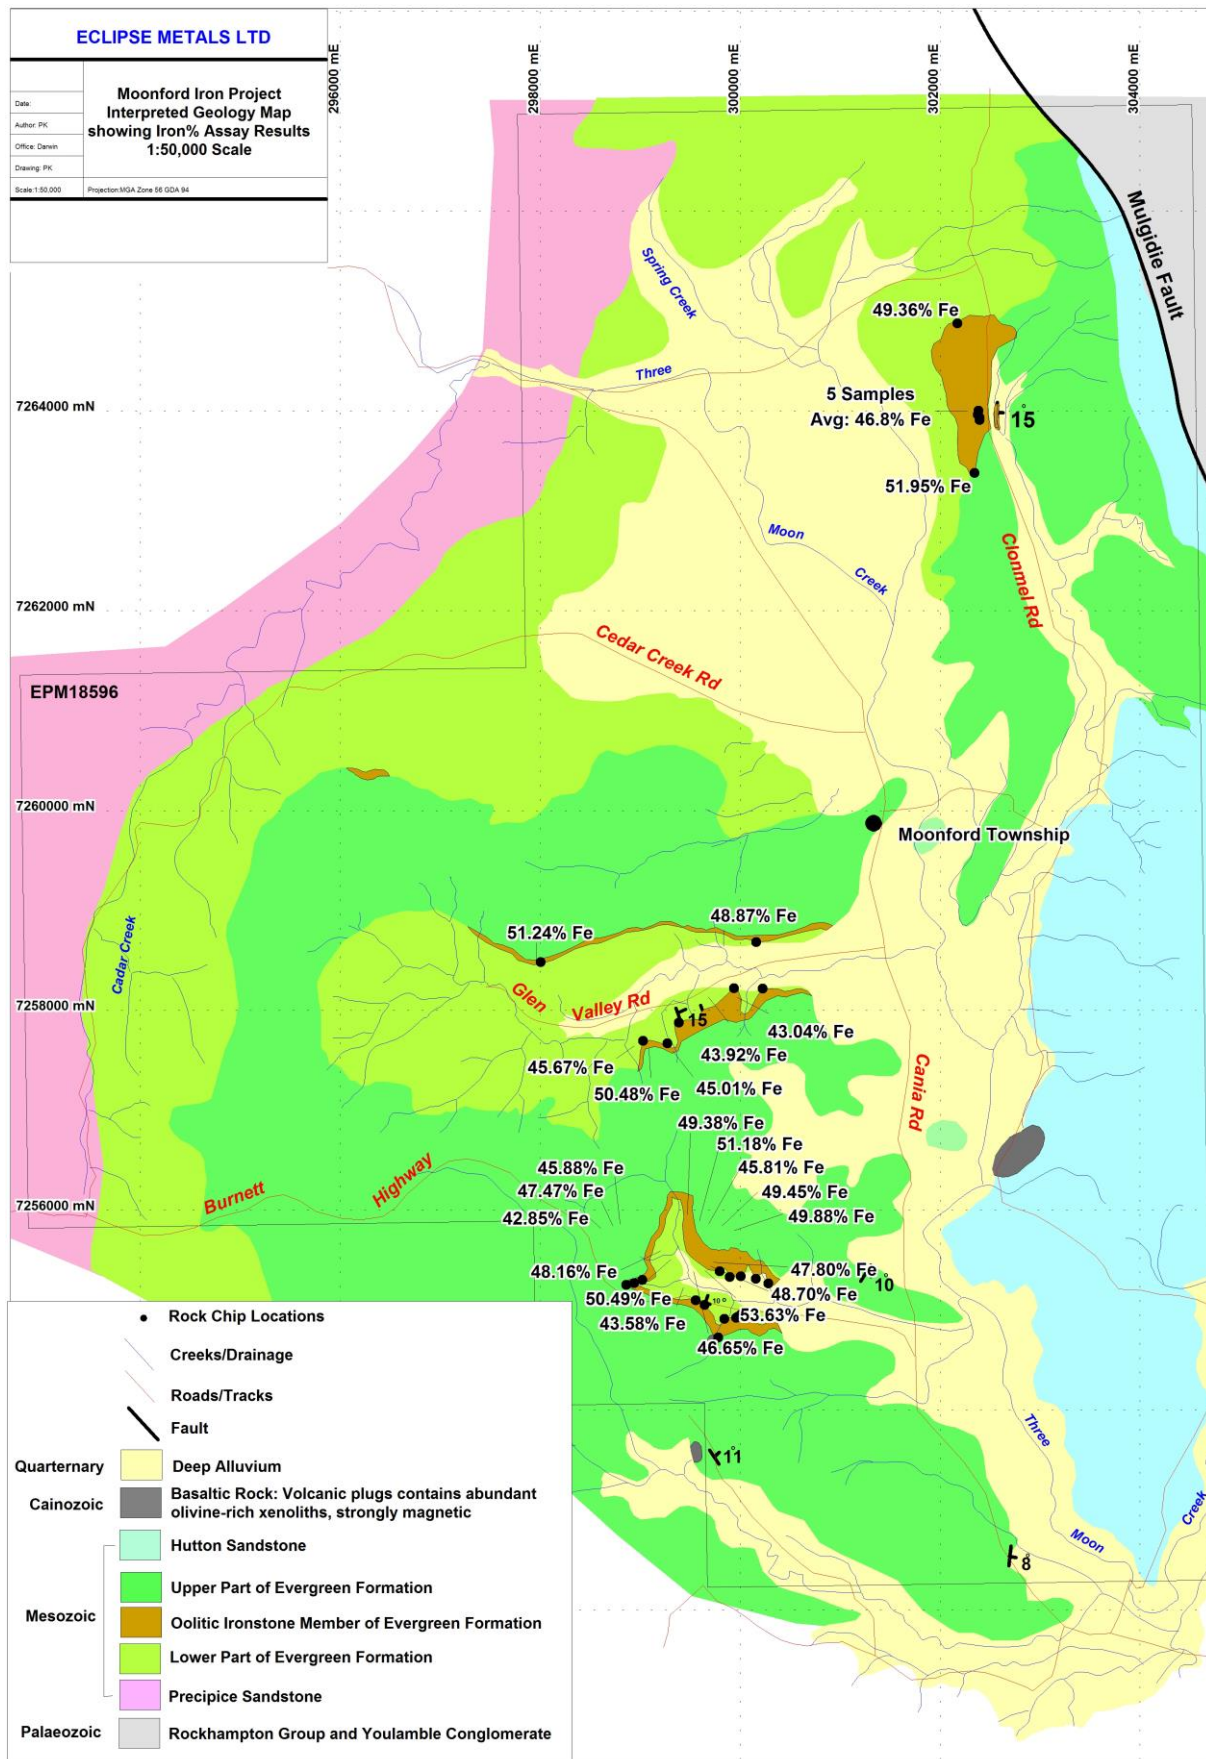 ECLIPSE METALS LTD
Date:
Author: PK
Office: Darwin
Drawing: PK
Scale:1:50,000
Moonford Iron Project
Interpreted Geology Map
showing Iron% Assay Results
1:50,000 Scale
Projection:MGA Zone 56 GDA 94
296000 mE
298000 mE
300000 mE
302000 mE
304000 mE
Mulgidie Fault
Spring Creek
49.36% Fe
Three
5 Samples
Avg: 46.8% Fe
15°
7264000 mN
51.95% Fe
Moon
Creek
Clonmel Rd
7262000 mN
Cedar Creek Rd
EPM18596
7260000 mN
Moonford Township
Cadar Creek
51.24% Fe
48.87% Fe
Glen
Valley Rd
7258000 mN
15
43.04% Fe
43.92% Fe
45.67% Fe
50.48% Fe
45.01% Fe
Cania Rd
49.38% Fe
51.18% Fe
45.88% Fe
45.81% Fe
47.47% Fe
49.45% Fe
42.85% Fe
49.88% Fe
Burnett
Highway
7256000 mN
48.16% Fe
47.80% Fe
10°
50.49% Fe
10°
48.70% Fe
43.58% Fe
53.63% Fe
46.65% Fe
11°
Three
Moon
Creek
8°
Rock Chip Locations
Creeks/Drainage
Roads/Tracks
Fault
Quarternary
Deep Alluvium
Cainozoic
Basaltic Rock: Volcanic plugs contains abundant
olivine-rich xenoliths, strongly magnetic
Hutton Sandstone
Upper Part of Evergreen Formation
Mesozoic
Oolitic Ironstone Member of Evergreen Formation
Lower Part of Evergreen Formation
Precipice Sandstone
Palaeozoic
Rockhampton Group and Youlamble Conglomerate